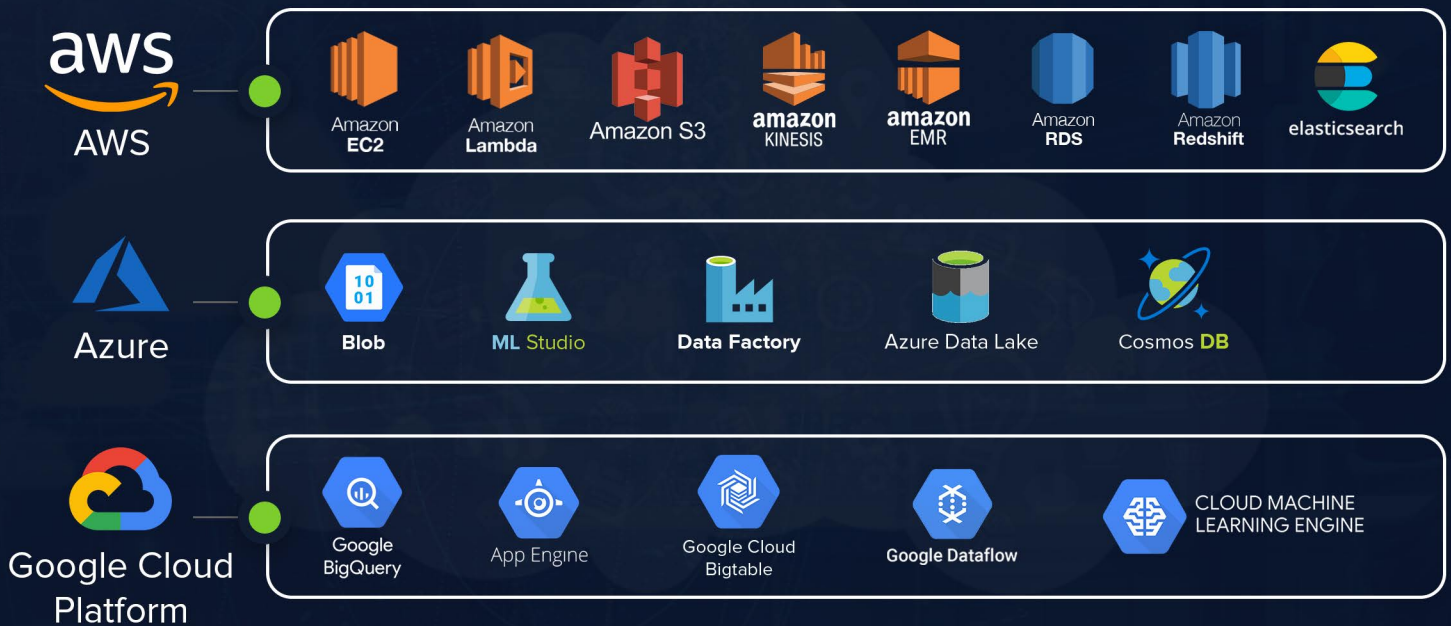 aws
AWS
Amazon
EC2
Amazon
Lambda
Amazon S3
amazon
KINESIS
amazon
EMR
Amazon
RDS
Amazon
Redshift
elasticsearch
Azure
10
01
Blob
ML Studio
Data Factory
Azure Data Lake
Cosmos DB
Google Cloud
Platform
Google
BigQuery
App Engine
Google Cloud
Bigtable
Google Dataflow
CLOUD MACHINE
LEARNING ENGINE